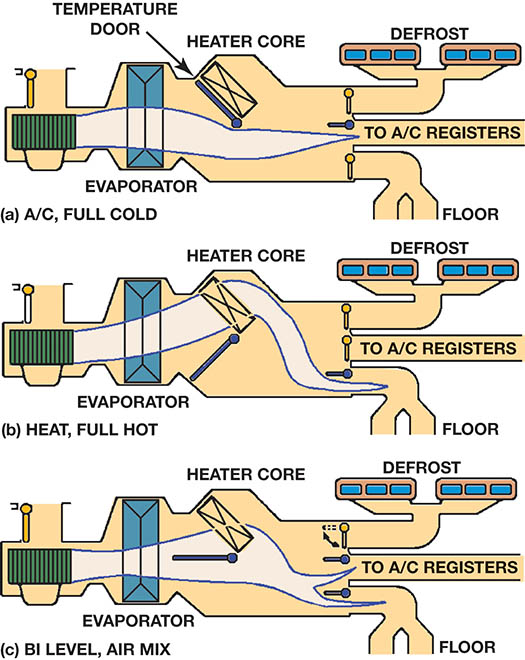 TEMPERATURE
DOOR
HEATER CORE
DEFROST
TO A/C REGISTERS
EVAPORATOR
FLOOR
(a) A/C, FULL COLD
HEATER CORE
DEFROST
TO A/C REGISTERS
EVAPORATOR
FLOOR
(b) HEAT, FULL HOT
HEATER CORE
DEFROST
TO A/C REGISTERS
EVAPORATOR
FLOOR
(c) BI LEVEL, AIR MIX